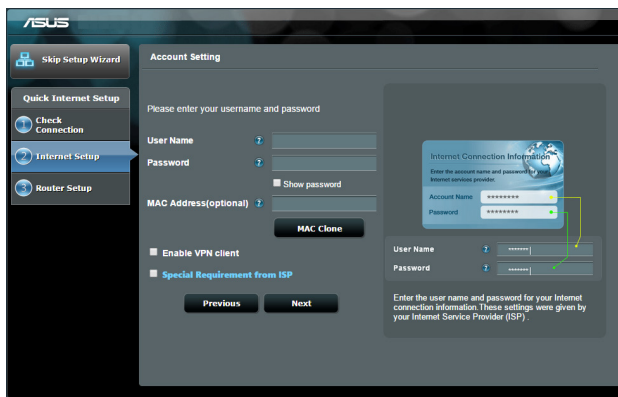 ASUS
Skip Setup Wizard
Account Setting
Quick Internet Setup
1 Check Connection
2 Internet Setup
3 Router Setup
Please enter your username and password
User Name ?
Password ?
Show password
MAC Address(optional) ?
MAC Clone
Enable VPN client
Special Requirement from ISP
Previous Next
Internet Connection Information
Enter the account name and password for your
Internet services provider.
Account Name ********
Password ********
User Name ? ••••••• |
Password ? ••••••• |
Enter the user name and password for your Internet
connection information.These settings were given by
your Internet Service Provider (ISP) .